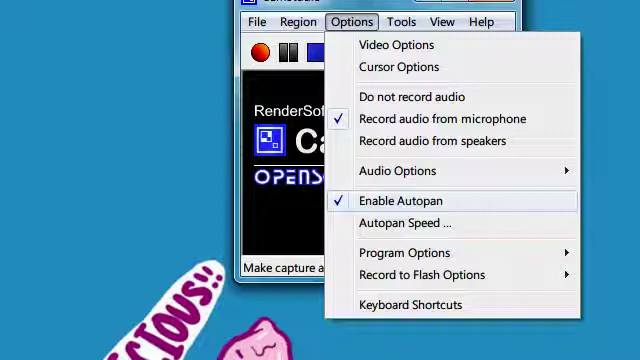 File Region Options Tools View Help
Video Options
Cursor Options
Do not record audio
Record audio from microphone
Record audio from speakers
Audio Options
Enable Autopan
Autopan Speed ...
Program Options
Record to Flash Options
Keyboard Shortcuts
RenderSof
Ca
OPENS
Make capture a
CIOUS!!